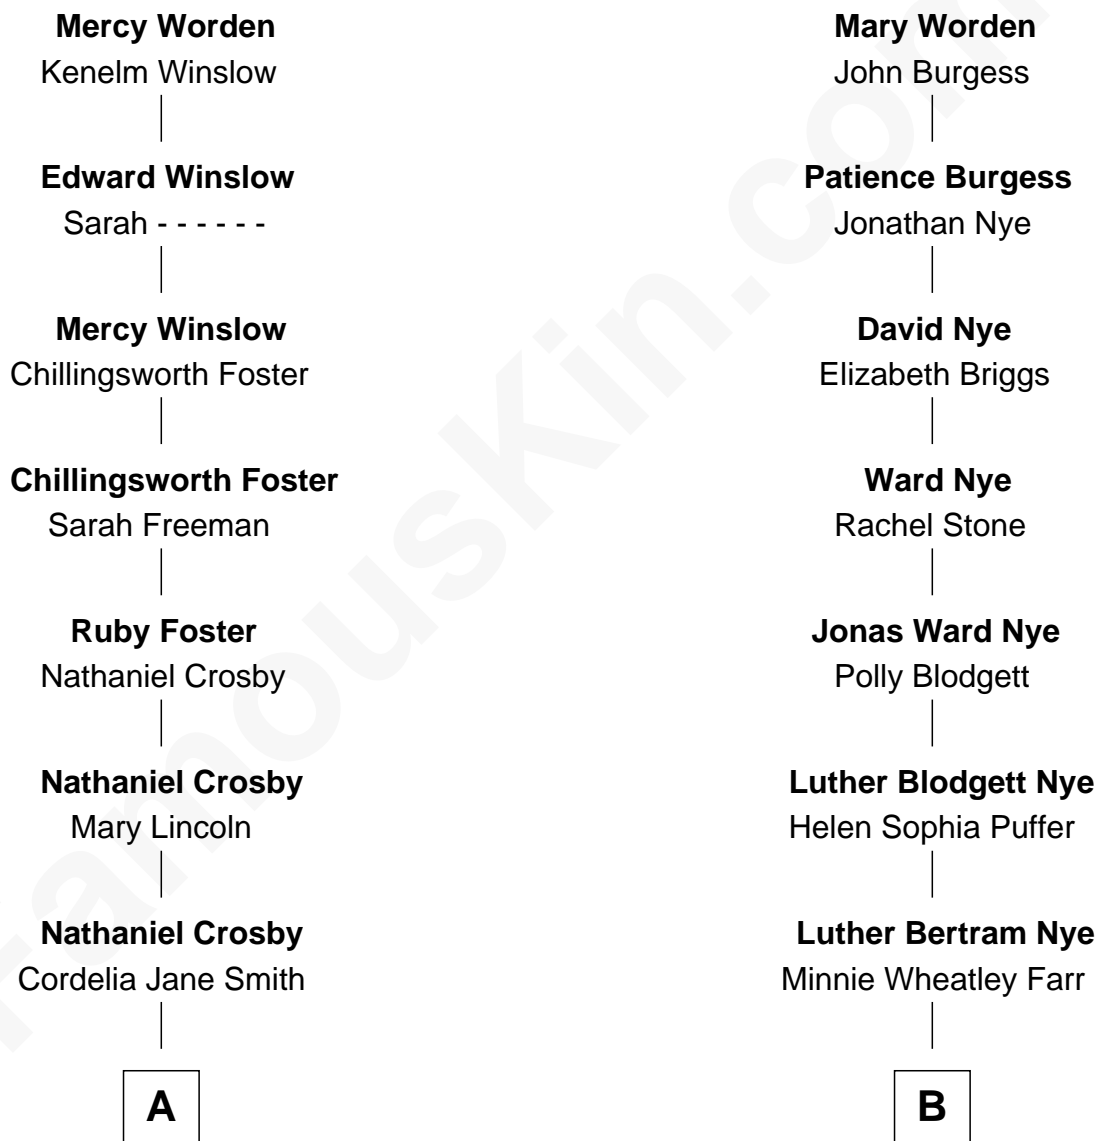 Mercy Worden
Kenelm Winslow
Edward Winslow
Sarah - - - - - -
Mercy Winslow
Chillingsworth Foster
Chillingsworth Foster
Sarah Freeman
Ruby Foster
Nathaniel Crosby
Nathaniel Crosby
Mary Lincoln
Nathaniel Crosby
Cordelia Jane Smith
A
Mary Worden
John Burgess
Patience Burgess
Jonathan Nye
David Nye
Elizabeth Briggs
Ward Nye
Rachel Stone
Jonas Ward Nye
Polly Blodgett
Luther Blodgett Nye
Helen Sophia Puffer
Luther Bertram Nye
Minnie Wheatley Farr
B
FamousKin.com